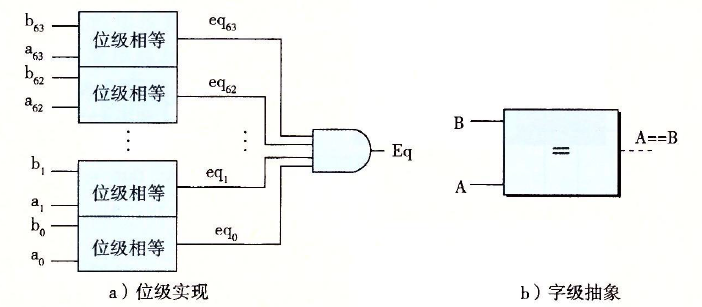 b₆₃
位级相等
eq₆₃
a₆₃
b₆₂
位级相等
eq₆₂
a₆₂
b₁
位级相等
eq₁
a₁
b₀
位级相等
eq₀
a₀
Eq
a）位级实现
B
A
=
A==B
b）字级抽象